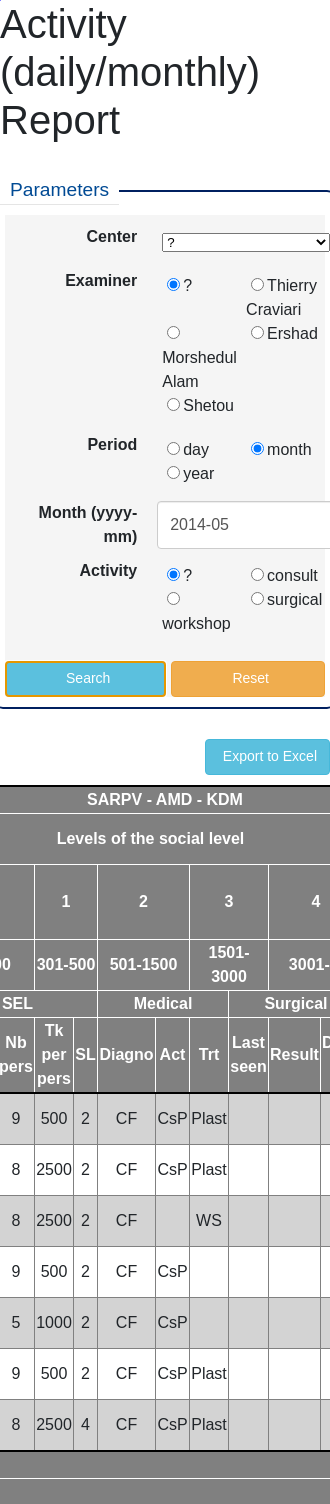 Activity
(daily/monthly)
Report
Parameters
Center ?
Examiner ? Thierry
Craviari
Ershad
Morshedul
Alam
Shetou
Period day month
year
Month (yyyy-
mm) 2014-05
Activity ? consult
surgical
workshop
Search Reset
Export to Excel
SARPV - AMD - KDM
Levels of the social level
1 2 3 4
00 301-500 501-1500 1501-
3000 3001-
SEL Medical Surgical
Nb
pers Tk
per
pers SL Diagno Act Trt Last
seen Result D
9 500 2 CF CsP Plast
8 2500 2 CF CsP Plast
8 2500 2 CF WS
9 500 2 CF CsP
5 1000 2 CF CsP
9 500 2 CF CsP Plast
8 2500 4 CF CsP Plast